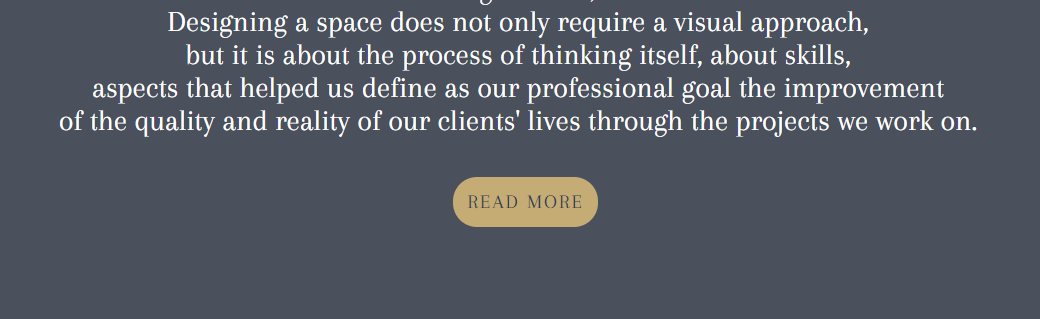 Designing a space does not only require a visual approach,
but it is about the process of thinking itself, about skills,
aspects that helped us define as our professional goal the improvement
of the quality and reality of our clients' lives through the projects we work on.
READ MORE